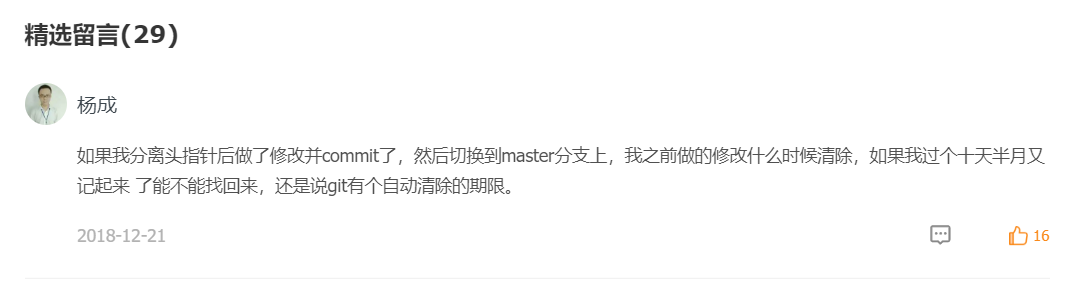 精选留言(29)
杨成
如果我分离头指针后做了修改并commit了，然后切换到master分支上，我之前做的修改什么时候清除，如果我过个十天半月又
记起来 了能不能找回来，还是说git有个自动清除的期限。
2018-12-21
16